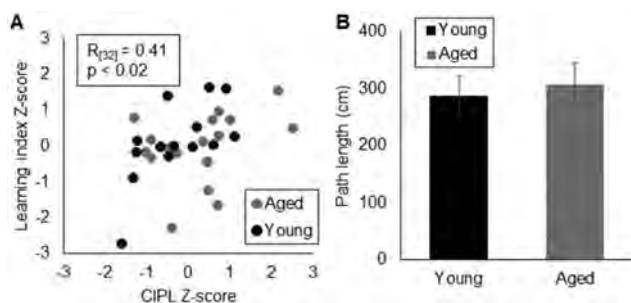 A
R[32] = 0.41
p < 0.02
Learning index Z-score
3
2
1
0
-1
-2
-3
Aged
Young
-3
-2
-1
0
1
2
3
CIPL Z-score
B
Young
Aged
Path length (cm)
400
300
200
100
0
Young
Aged